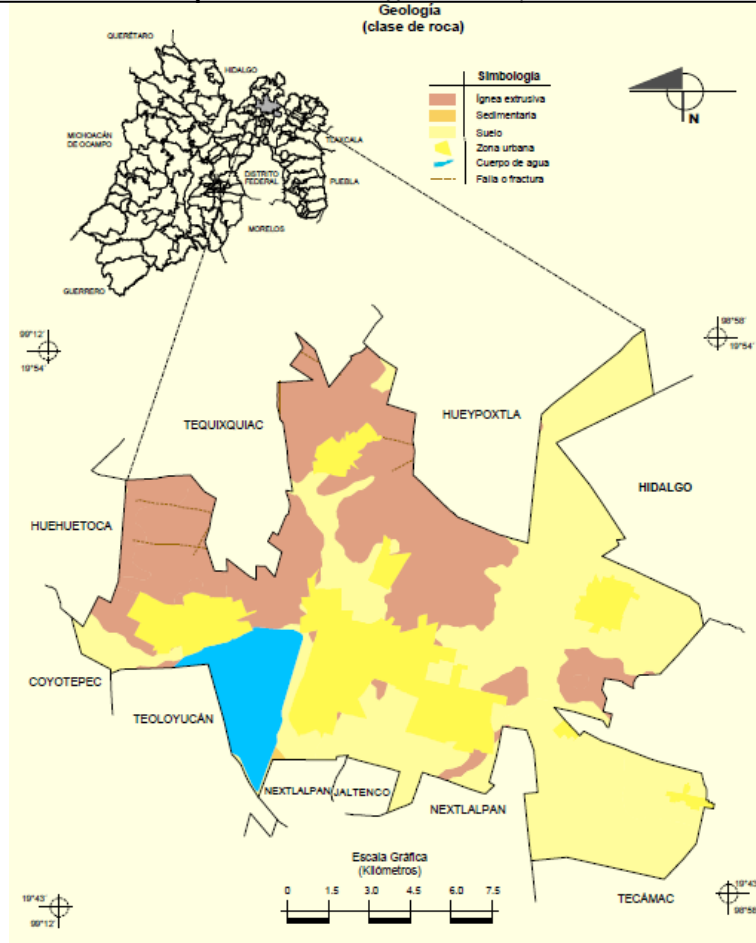 Geología
(clase de roca)
QUERÉTARO
HIDALGO
MICHOACÁN
DE OCAMPO
TLAXCALA
DISTRITO
FEDERAL
PUEBLA
MORELOS
GUERRERO
Simbología
Ígnea extrusiva
Sedimentaria
Suelo
Zona urbana
Cuerpo de agua
Falla o fractura
N
99°12'
19°54'
98°58'
19°54'
TEQUIXQUIAC
HUEYPOXTLA
HIDALGO
HUEHUETOCA
COYOTEPEC
TEOLOYUCÁN
NEXTLALPAN
JALTENCO
NEXTLALPAN
TECÁMAC
Escala Gráfica
(Kilómetros)
0 1.5 3.0 4.5 6.0 7.5
19°43'
99°12'
19°43'
98°58'